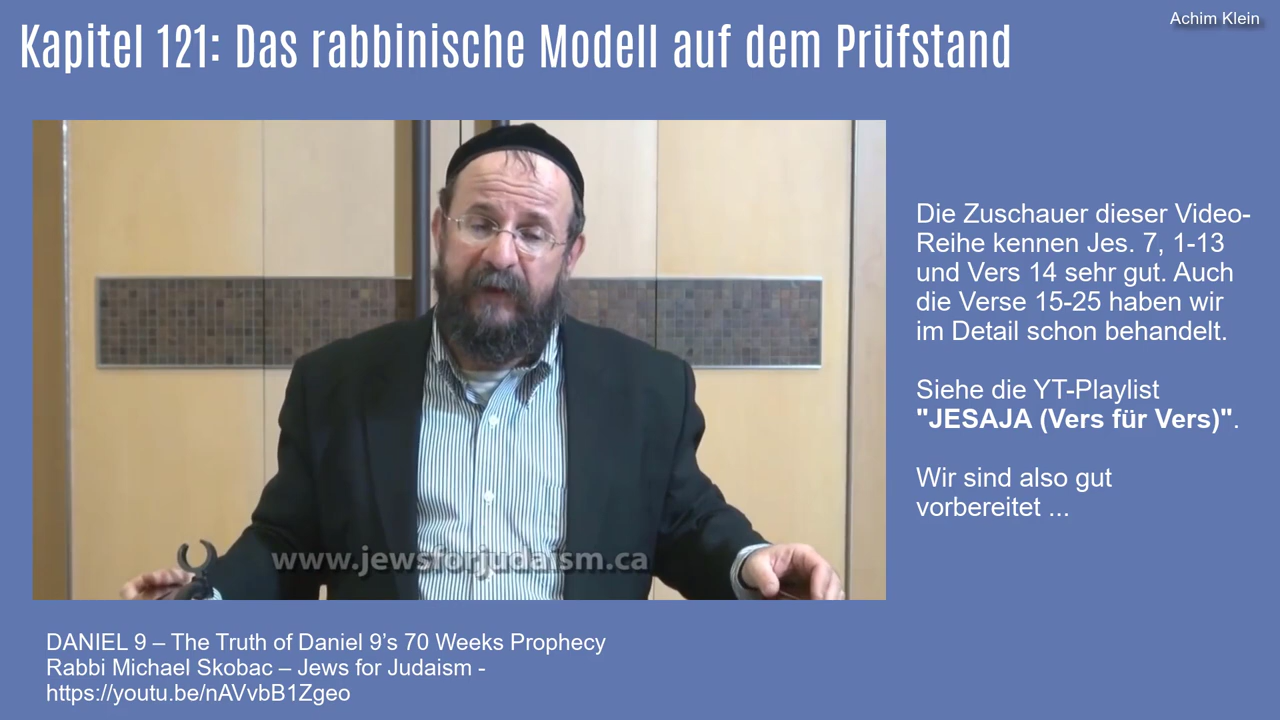 Achim Klein
Kapitel 121: Das rabbinische Modell auf dem Prüfstand
Die Zuschauer dieser Video-
Reihe kennen Jes. 7, 1-13
und Vers 14 sehr gut. Auch
die Verse 15-25 haben wir
im Detail schon behandelt.
Siehe die YT-Playlist
"JESAJA (Vers für Vers)".
Wir sind also gut
vorbereitet ...
www.jewsforjudaism.ca
DANIEL 9 – The Truth of Daniel 9’s 70 Weeks Prophecy
Rabbi Michael Skobac – Jews for Judaism -
https://youtu.be/nAVvbB1Zgeo